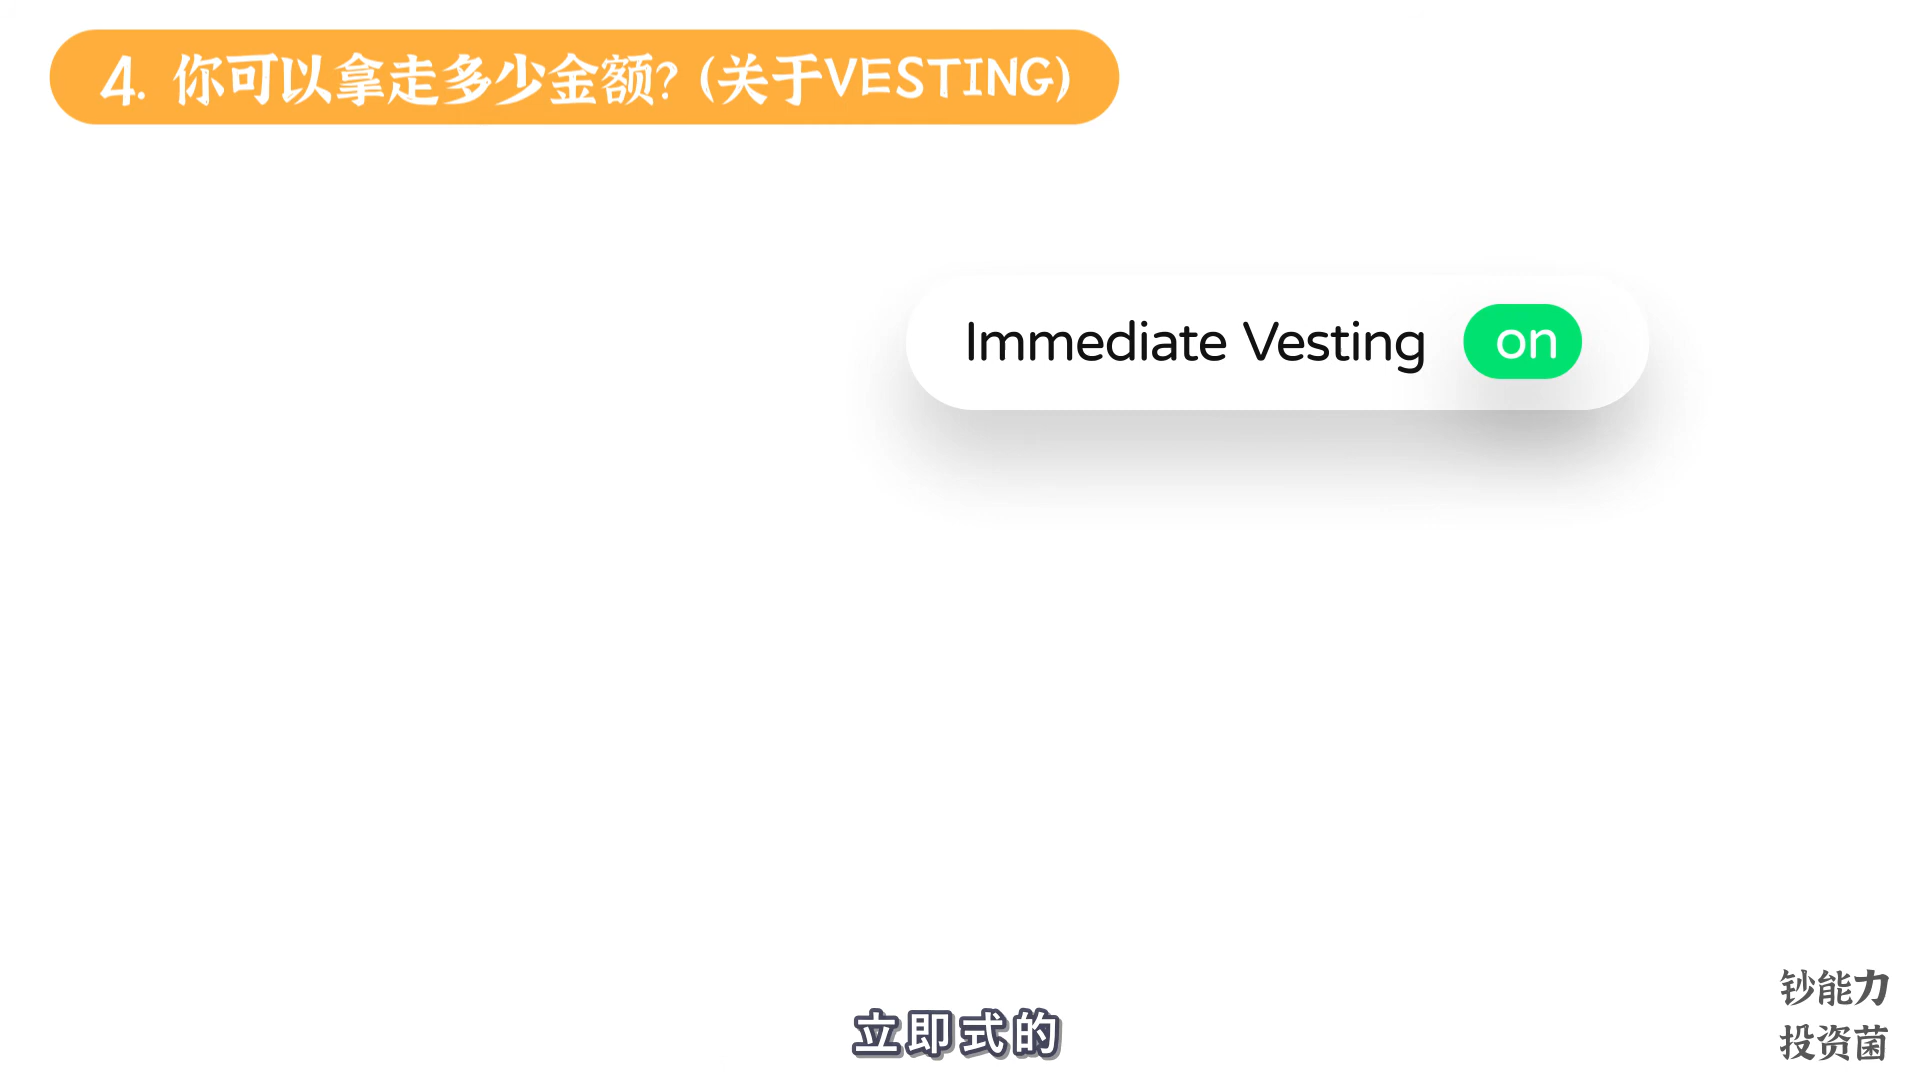 4. 你可以拿走多少金额? (关于VESTING)
Immediate Vesting on
立即式的
钞能力
投资菌